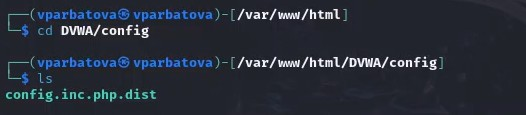 ┌──(vparbatova㉿vparbatova)-[/var/www/html]
└─$ cd DVWA/config
┌──(vparbatova㉿vparbatova)-[/var/www/html/DVWA/config]
└─$ ls
config.inc.php.dist